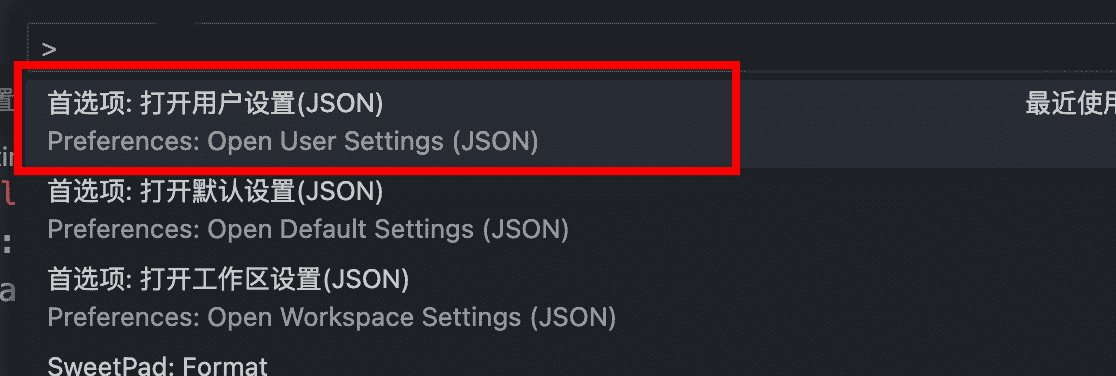 >
首选项: 打开用户设置(JSON) 最近使用
Preferences: Open User Settings (JSON)
首选项: 打开默认设置(JSON)
Preferences: Open Default Settings (JSON)
首选项: 打开工作区设置(JSON)
Preferences: Open Workspace Settings (JSON)
SweetPad: Format